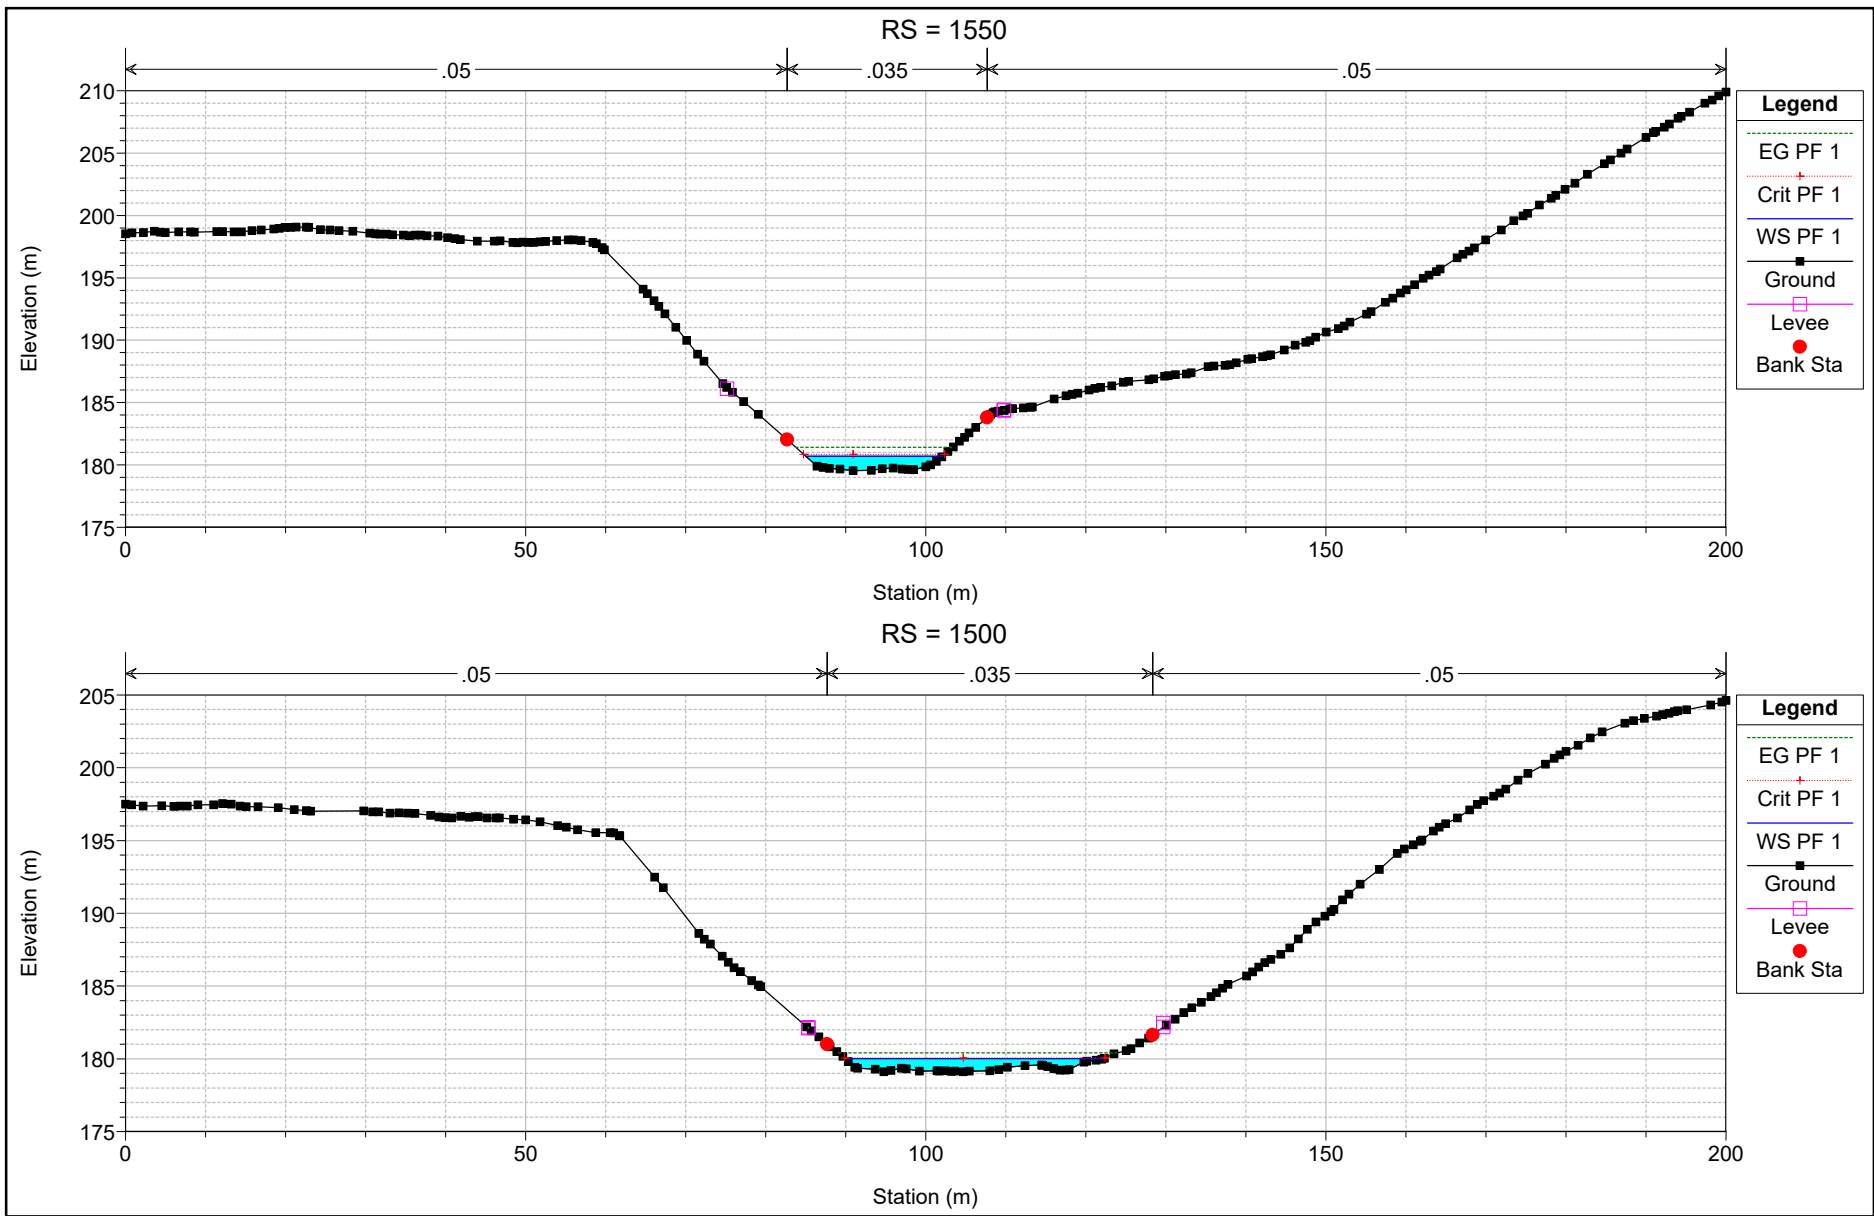 RS = 1550
.05 .035 .05
210
205
200
195
190
185
180
175
Elevation (m)
0 50 100 150 200
Station (m)
Legend
EG PF 1
Crit PF 1
WS PF 1
Ground
Levee
Bank Sta
RS = 1500
.05 .035 .05
205
200
195
190
185
180
175
Elevation (m)
0 50 100 150 200
Station (m)
Legend
EG PF 1
Crit PF 1
WS PF 1
Ground
Levee
Bank Sta